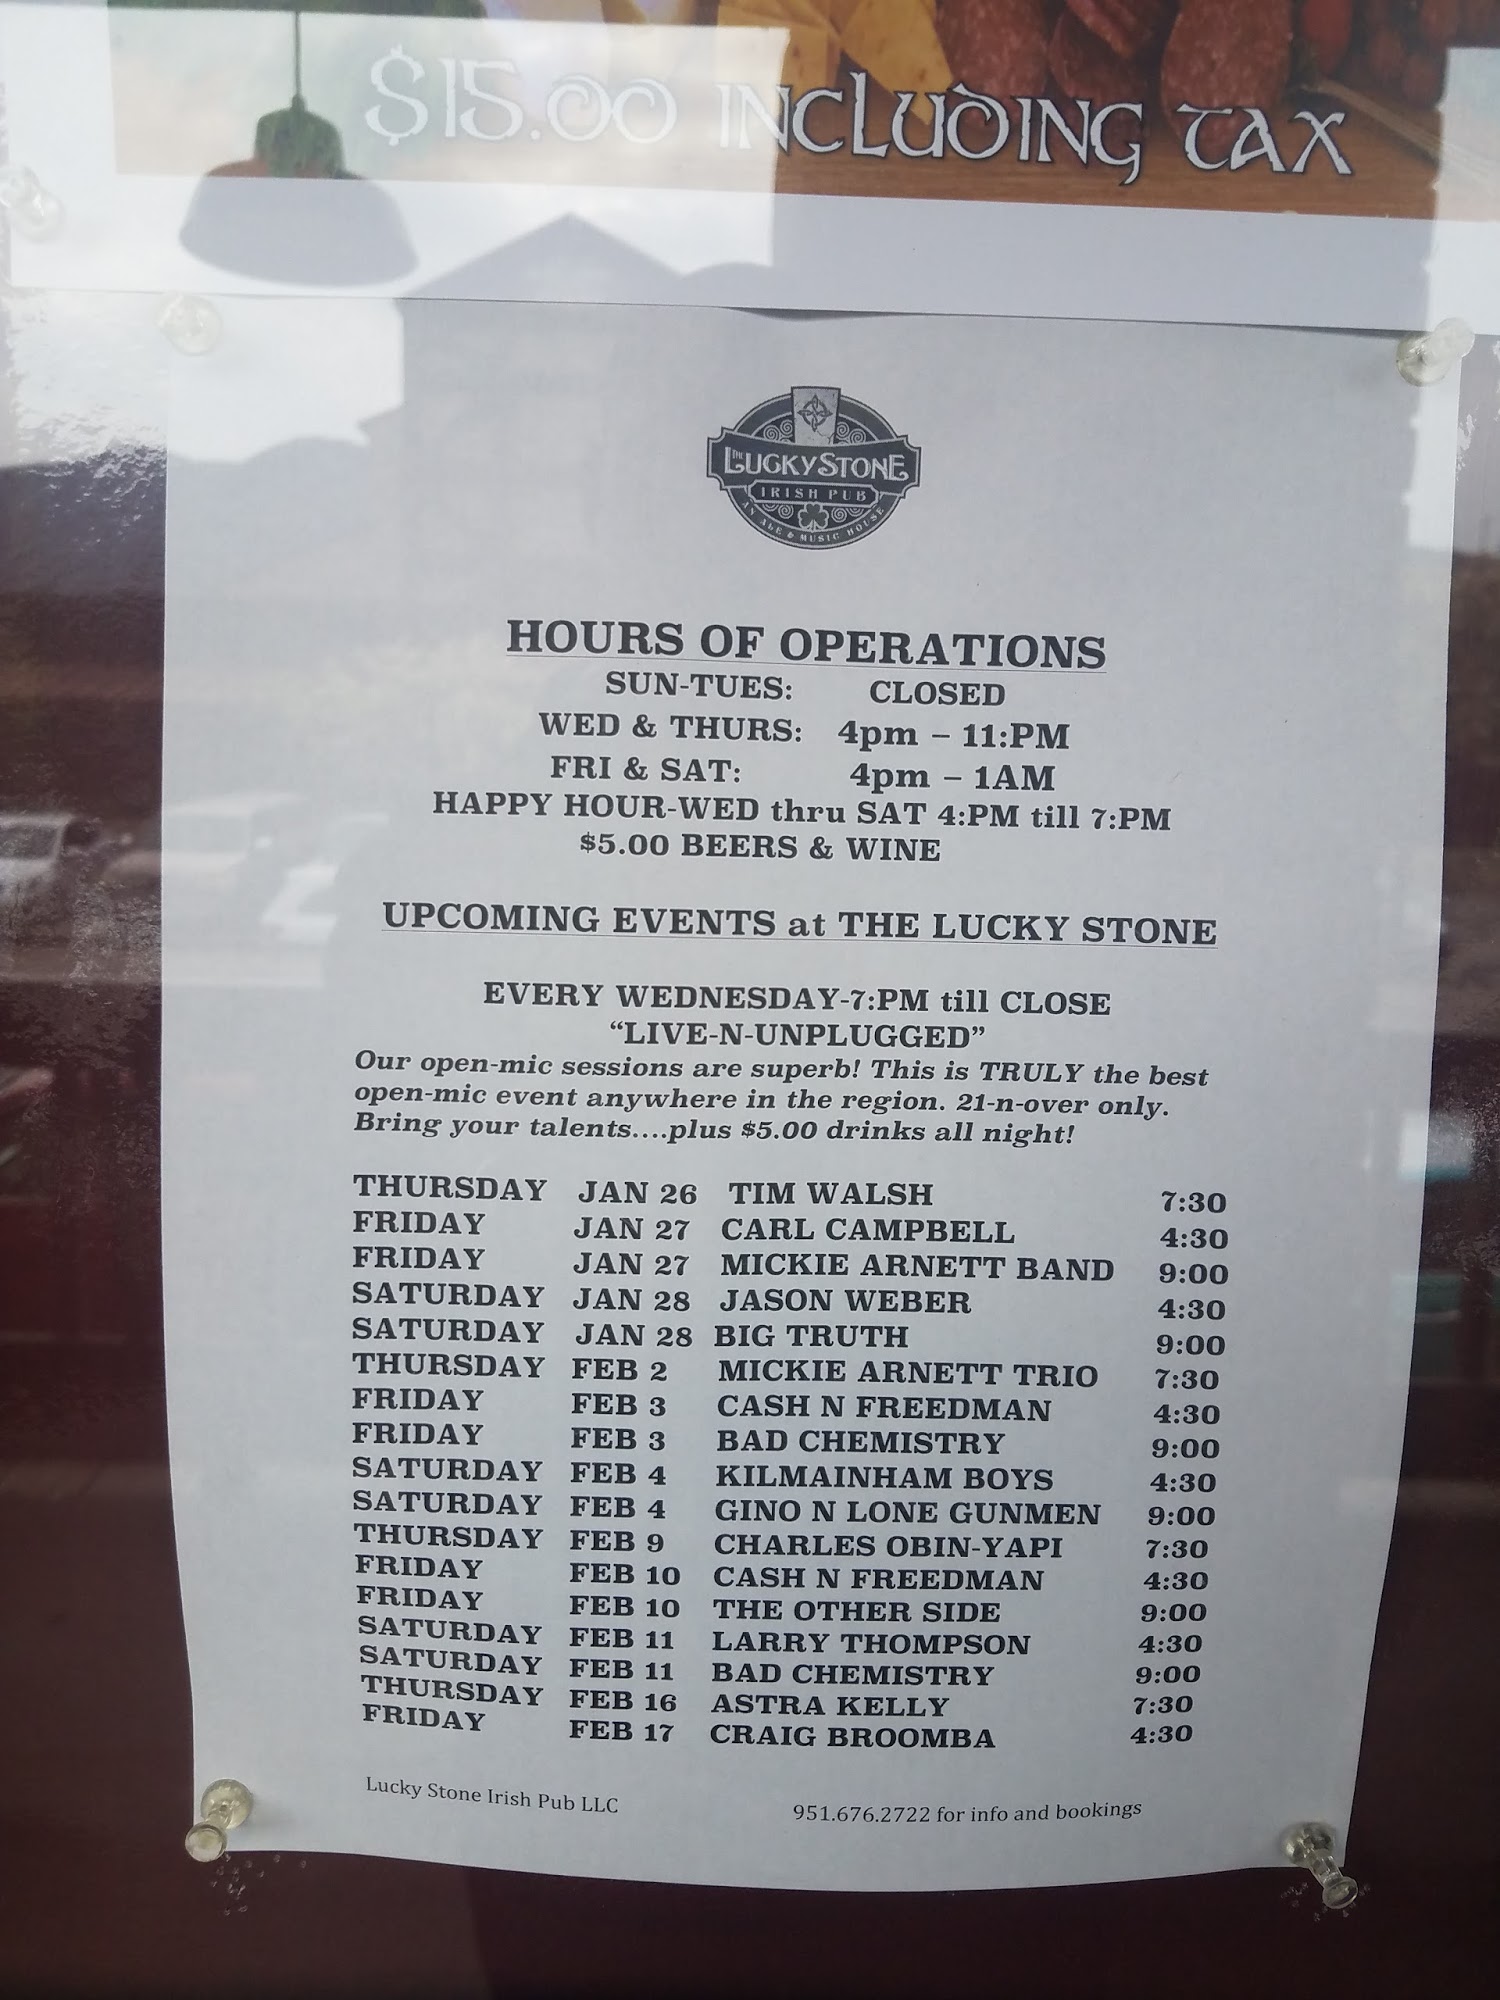 $15.00 INCLUDING TAX
THE
LUCKY STONE
IRISH PUB
AN ALE & MUSIC HOUSE
HOURS OF OPERATIONS
SUN-TUES: CLOSED
WED & THURS: 4pm – 11:PM
FRI & SAT: 4pm – 1AM
HAPPY HOUR-WED thru SAT 4:PM till 7:PM
$5.00 BEERS & WINE
UPCOMING EVENTS at THE LUCKY STONE
EVERY WEDNESDAY-7:PM till CLOSE
“LIVE-N-UNPLUGGED”
Our open-mic sessions are superb! This is TRULY the best
open-mic event anywhere in the region. 21-n-over only.
Bring your talents....plus $5.00 drinks all night!
THURSDAY JAN 26 TIM WALSH 7:30
FRIDAY JAN 27 CARL CAMPBELL 4:30
FRIDAY JAN 27 MICKIE ARNETT BAND 9:00
SATURDAY JAN 28 JASON WEBER 4:30
SATURDAY JAN 28 BIG TRUTH 9:00
THURSDAY FEB 2 MICKIE ARNETT TRIO 7:30
FRIDAY FEB 3 CASH N FREEDMAN 4:30
FRIDAY FEB 3 BAD CHEMISTRY 9:00
SATURDAY FEB 4 KILMAINHAM BOYS 4:30
SATURDAY FEB 4 GINO N LONE GUNMEN 9:00
THURSDAY FEB 9 CHARLES OBIN-YAPI 7:30
FRIDAY FEB 10 CASH N FREEDMAN 4:30
FRIDAY FEB 10 THE OTHER SIDE 9:00
SATURDAY FEB 11 LARRY THOMPSON 4:30
SATURDAY FEB 11 BAD CHEMISTRY 9:00
THURSDAY FEB 16 ASTRA KELLY 7:30
FRIDAY FEB 17 CRAIG BROOMBA 4:30
Lucky Stone Irish Pub LLC 951.676.2722 for info and bookings